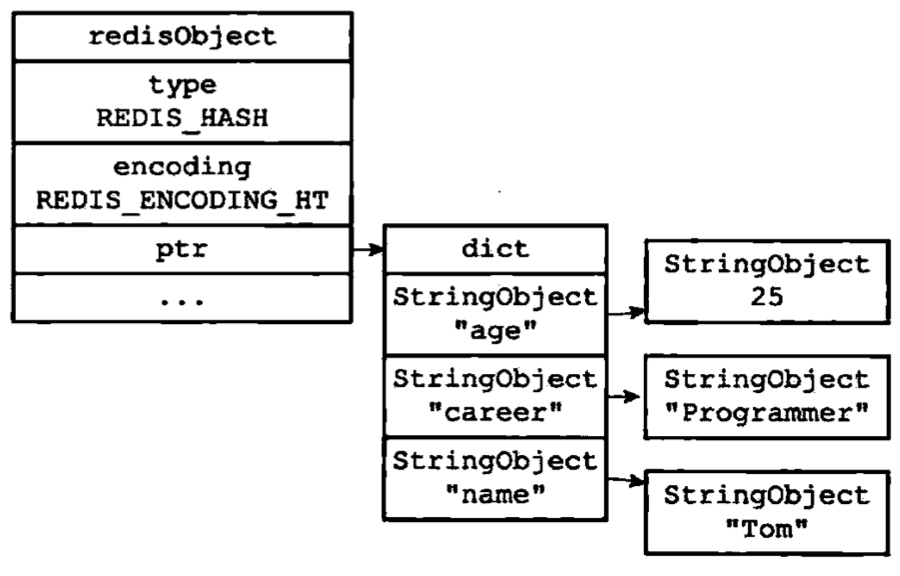 redisObject
type
REDIS_HASH
encoding
REDIS_ENCODING_HT
ptr
...
dict
StringObject
"age"
StringObject
"career"
StringObject
"name"
StringObject
25
StringObject
"Programmer"
StringObject
"Tom"